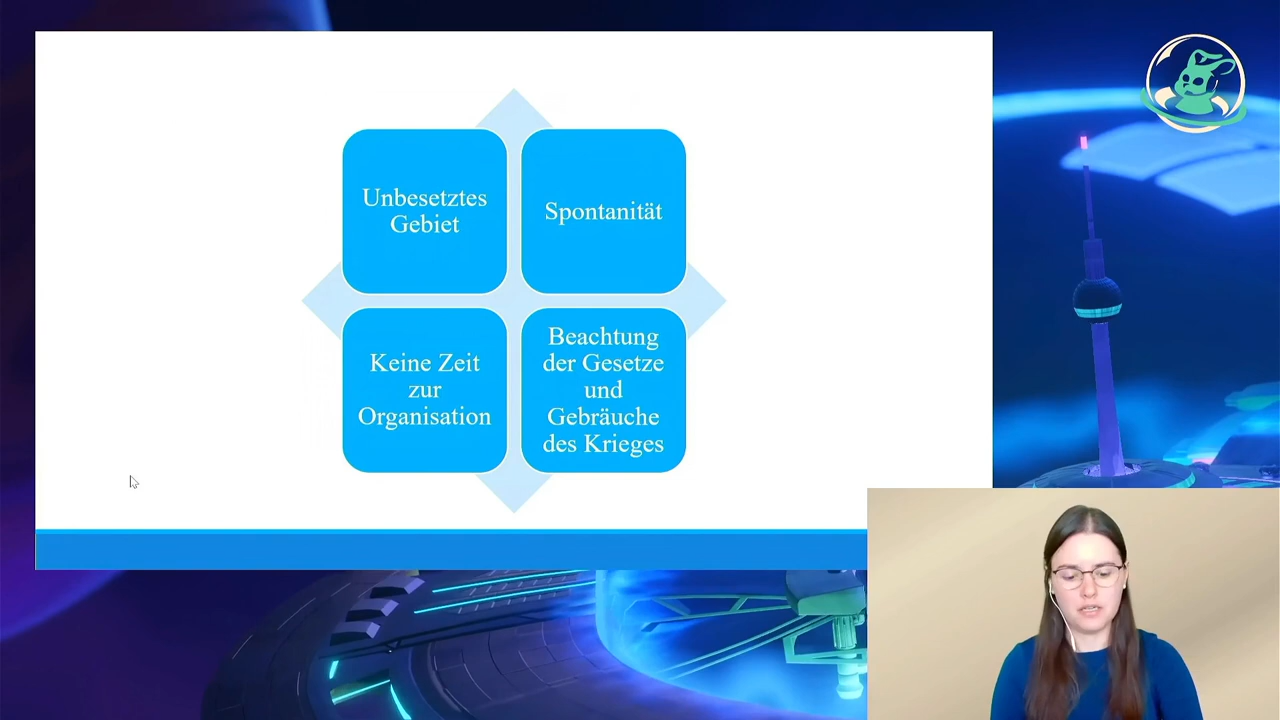 Unbesetztes
Gebiet
Spontanität
Keine Zeit
zur
Organisation
Beachtung
der Gesetze
und
Gebräuche
des Krieges